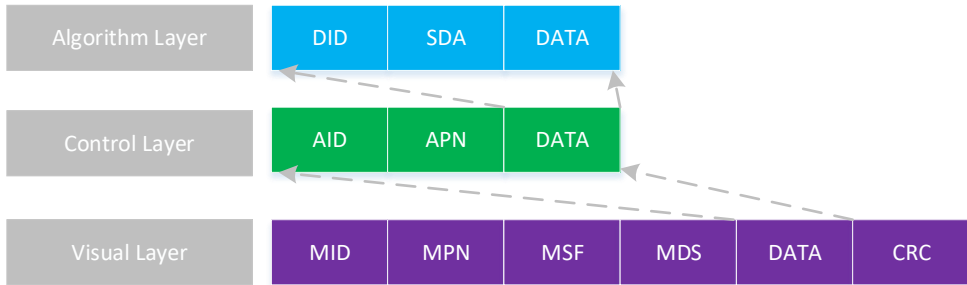 Algorithm Layer DID SDA DATA
Control Layer AID APN DATA
Visual Layer MID MPN MSF MDS DATA CRC